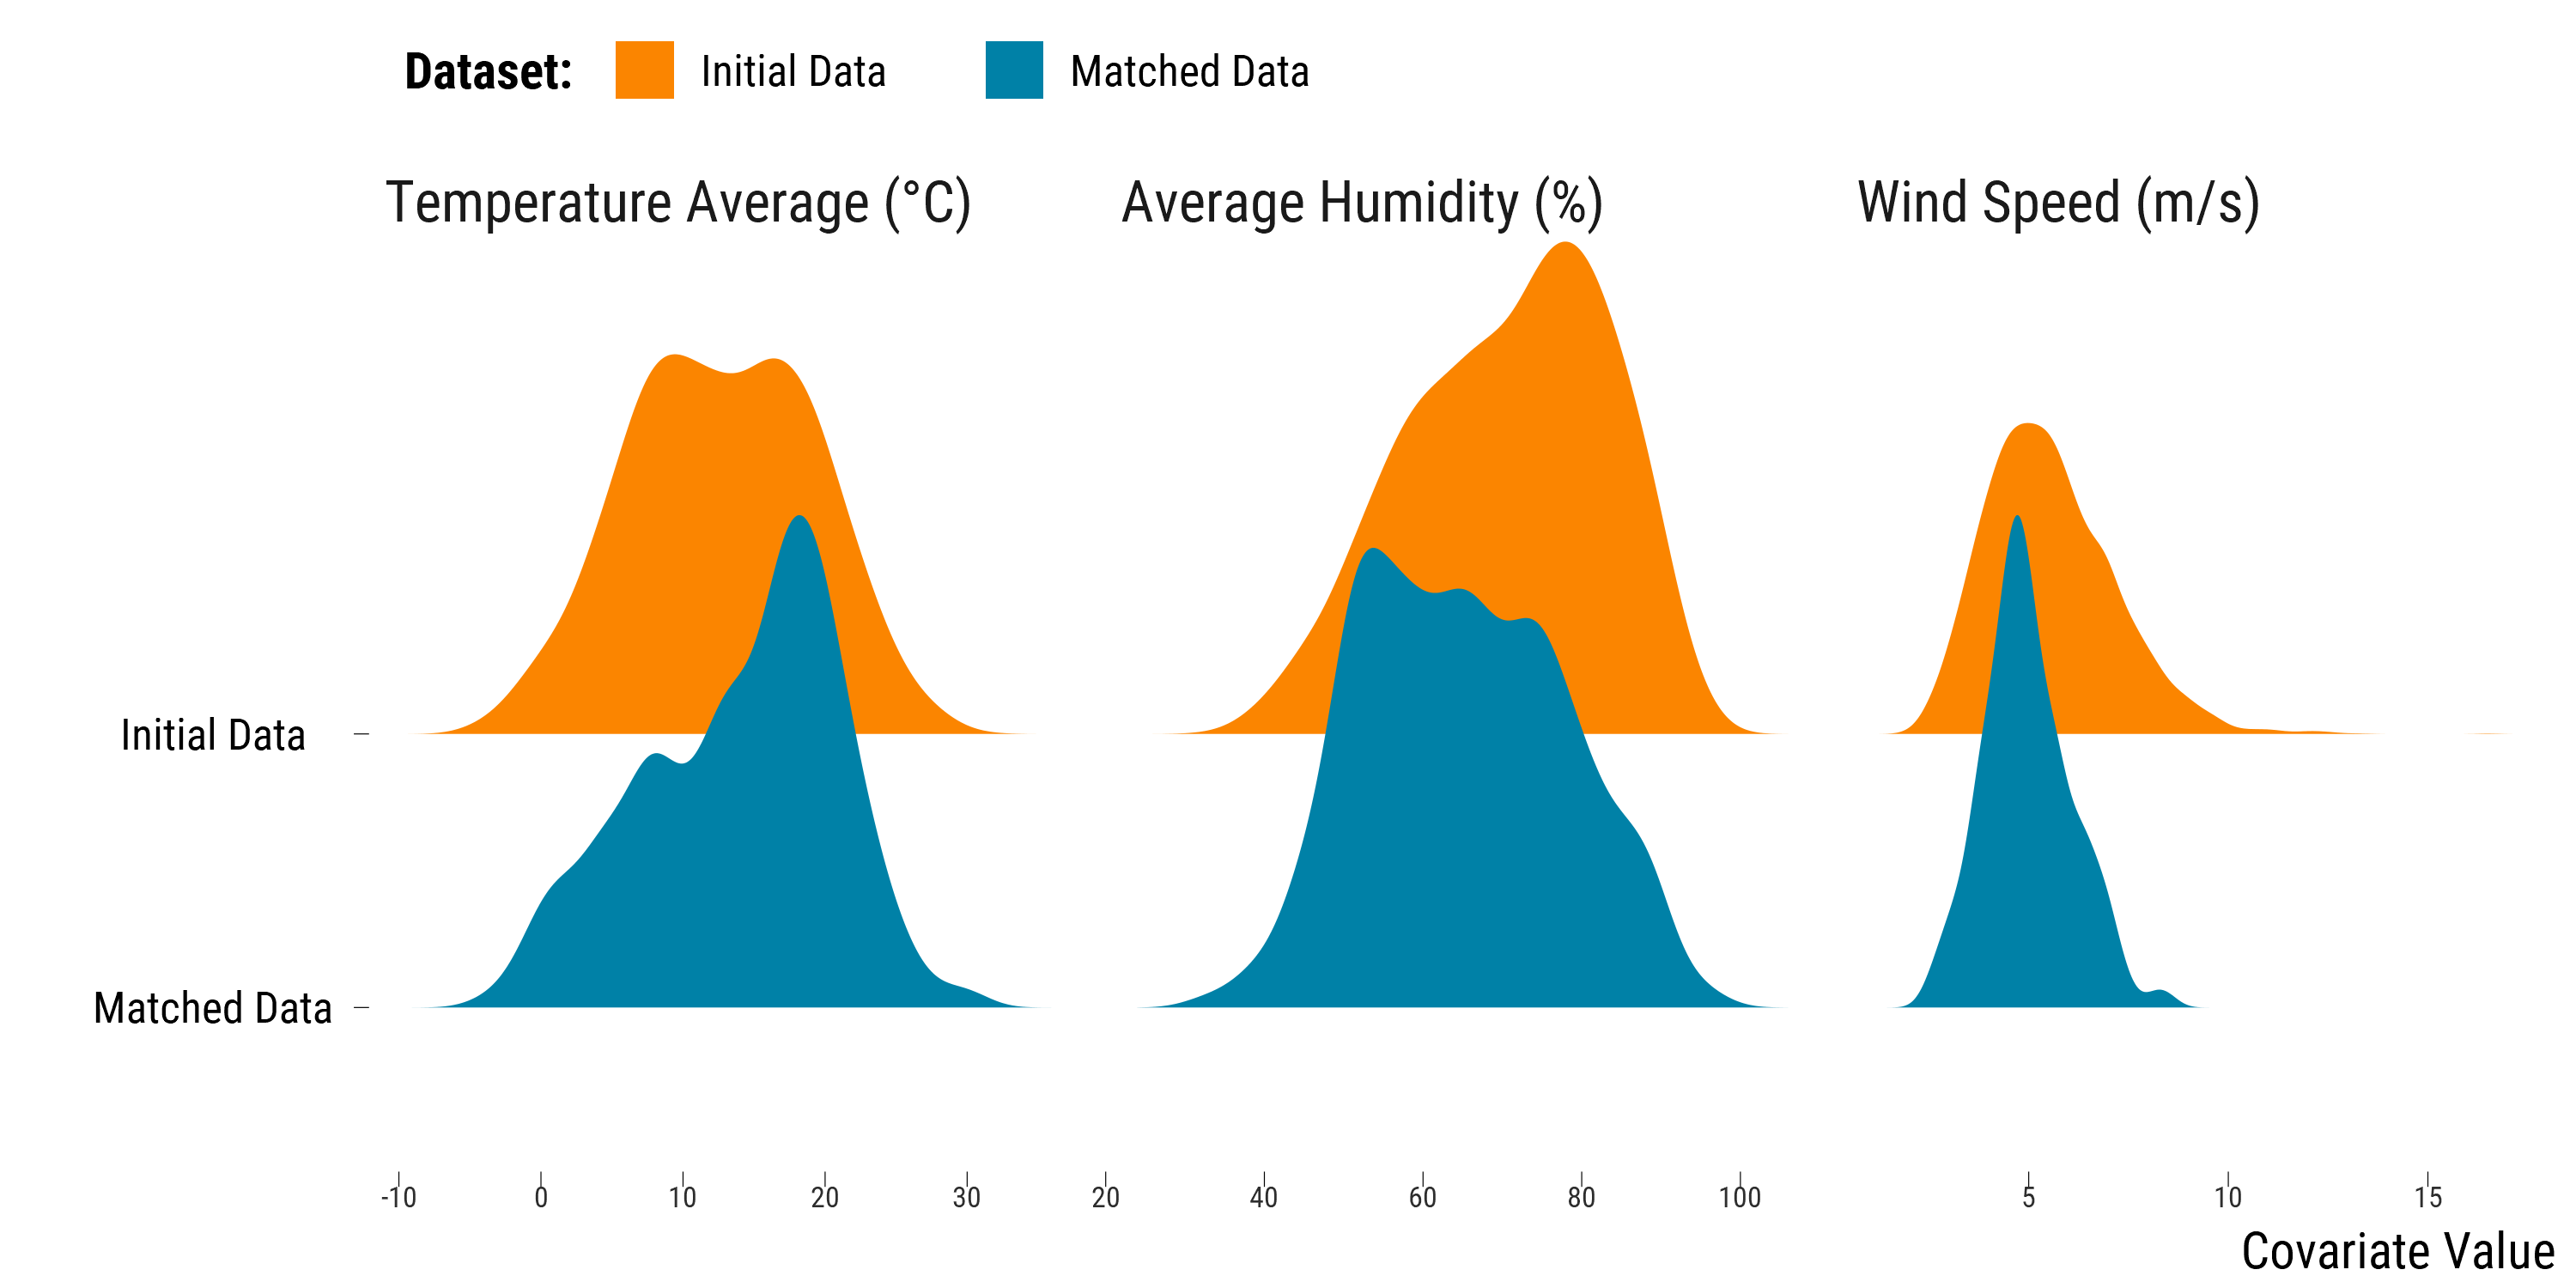 Dataset: Initial Data Matched Data
Temperature Average (°C) Average Humidity (%) Wind Speed (m/s)
Initial Data
Matched Data
-10 0 10 20 30 20 40 60 80 100 5 10 15
Covariate Value